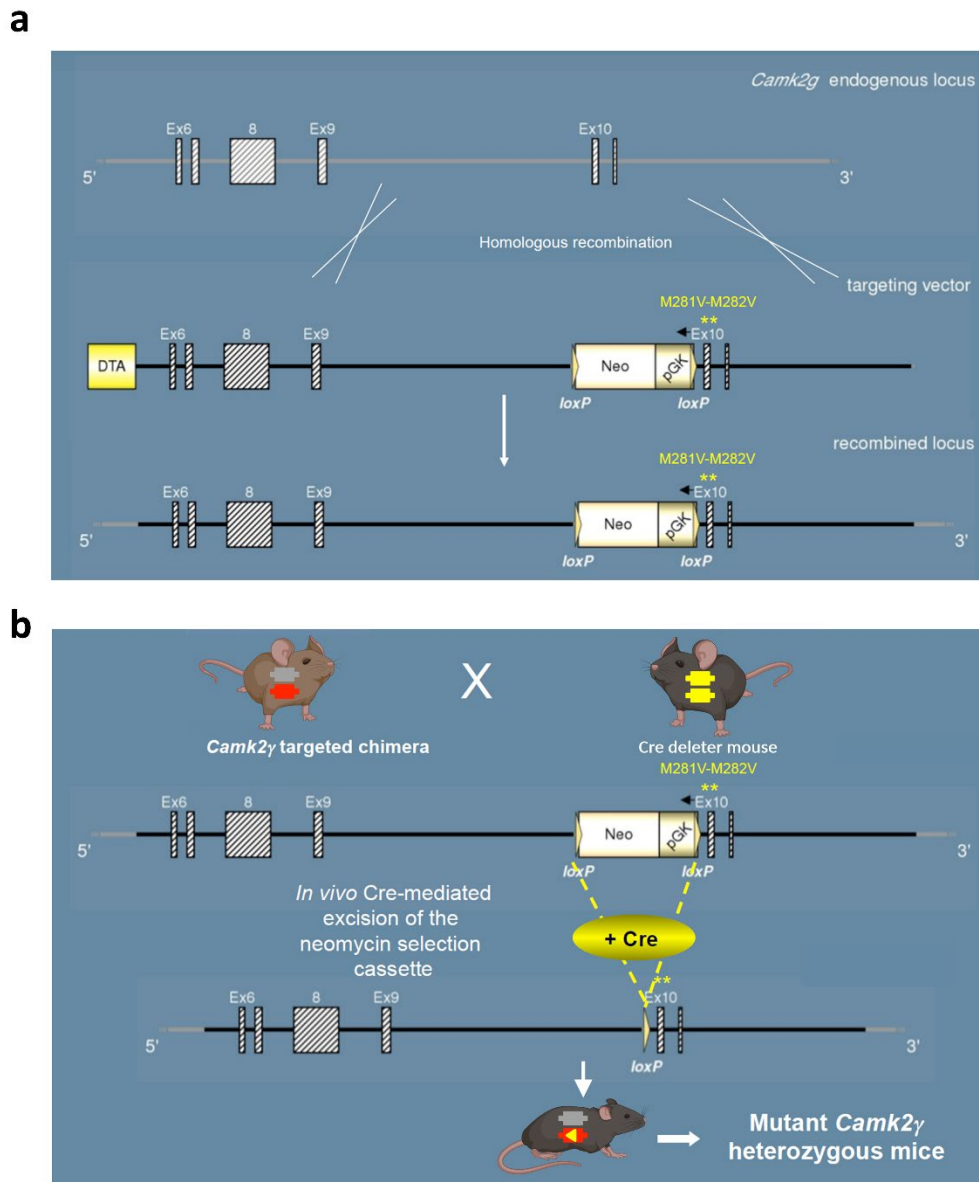 a
Camk2g endogenous locus
Ex6 8 Ex9 Ex10
5' 3'
Homologous recombination
targeting vector
M281V-M282V
**
Ex6 8 Ex9 Ex10
DTA Neo pGK
loxP loxP
recombined locus
M281V-M282V
**
Ex6 8 Ex9 Ex10
Neo pGK
5' 3'
loxP loxP
b
X
Camk2γ targeted chimera
Cre deleter mouse
M281V-M282V
**
Ex6 8 Ex9 Ex10
Neo pGK
5' 3'
loxP loxP
In vivo Cre-mediated
excision of the
neomycin selection
cassette
+ Cre
**
Ex6 8 Ex9 Ex10
5' 3'
loxP
Mutant Camk2γ
heterozygous mice